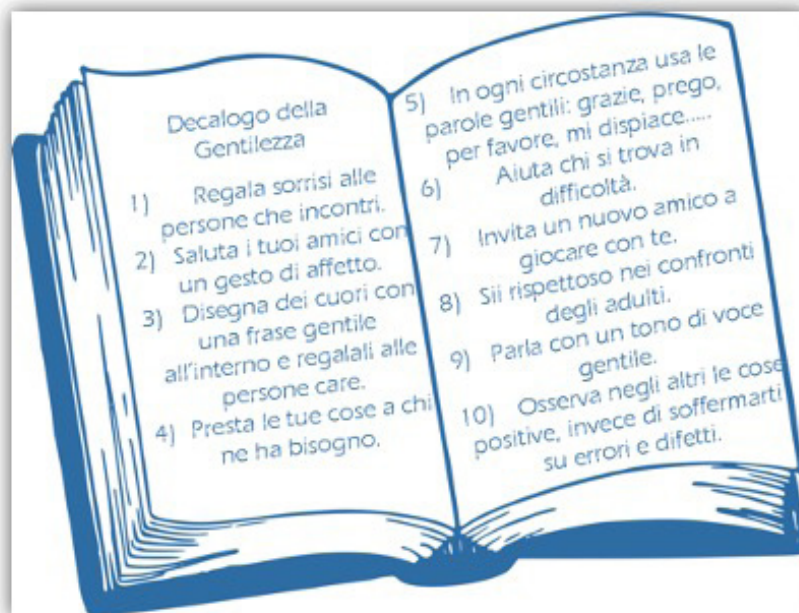 Decalogo della
Gentilezza
1) Regala sorrisi alle
persone che incontri.
2) Saluta i tuoi amici con
un gesto di affetto.
3) Disegna dei cuori con
una frase gentile
all'interno e regalali alle
persone care.
4) Presta le tue cose a chi
ne ha bisogno.
5) In ogni circostanza usa le
parole gentili: grazie, prego,
per favore, mi dispiace.....
6) Aiuta chi si trova in
difficoltà.
7) Invita un nuovo amico a
giocare con te.
8) Sii rispettoso nei confronti
degli adulti.
9) Parla con un tono di voce
gentile.
10) Osserva negli altri le cose
positive, invece di soffermarti
su errori e difetti.